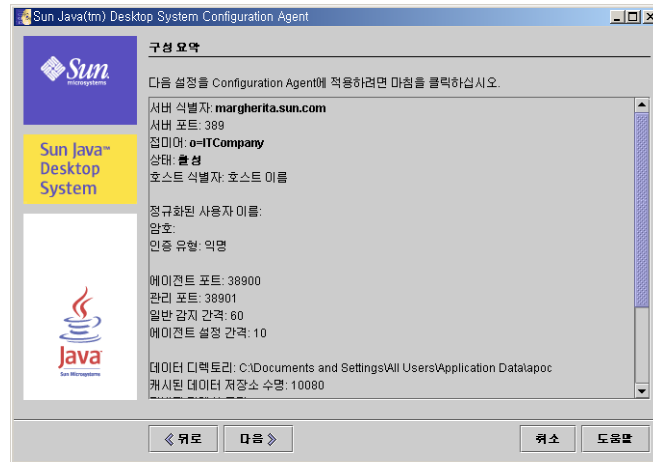 Sun Java(tm) Desktop System Configuration Agent
Sun
microsystems
Sun Java™
Desktop
System
Java
Sun Microsystems
구성 요약
다음 설정을 Configuration Agent에 적용하려면 마침을 클릭하십시오.
서버 식별자: margherita.sun.com
서버 포트: 389
접미어: o=ITCompany
상태: 활성
호스트 식별자: 호스트 이름
정규화된 사용자 이름:
암호:
인증 유형: 익명
에이전트 포트: 38900
관리 포트: 38901
일반 감지 간격: 60
에이전트 설정 간격: 10
데이터 디렉토리: C:\Documents and Settings\All Users\Application Data\apoc
캐시된 데이터 저장소 수명: 10080
뒤로
다음
취소
도움말